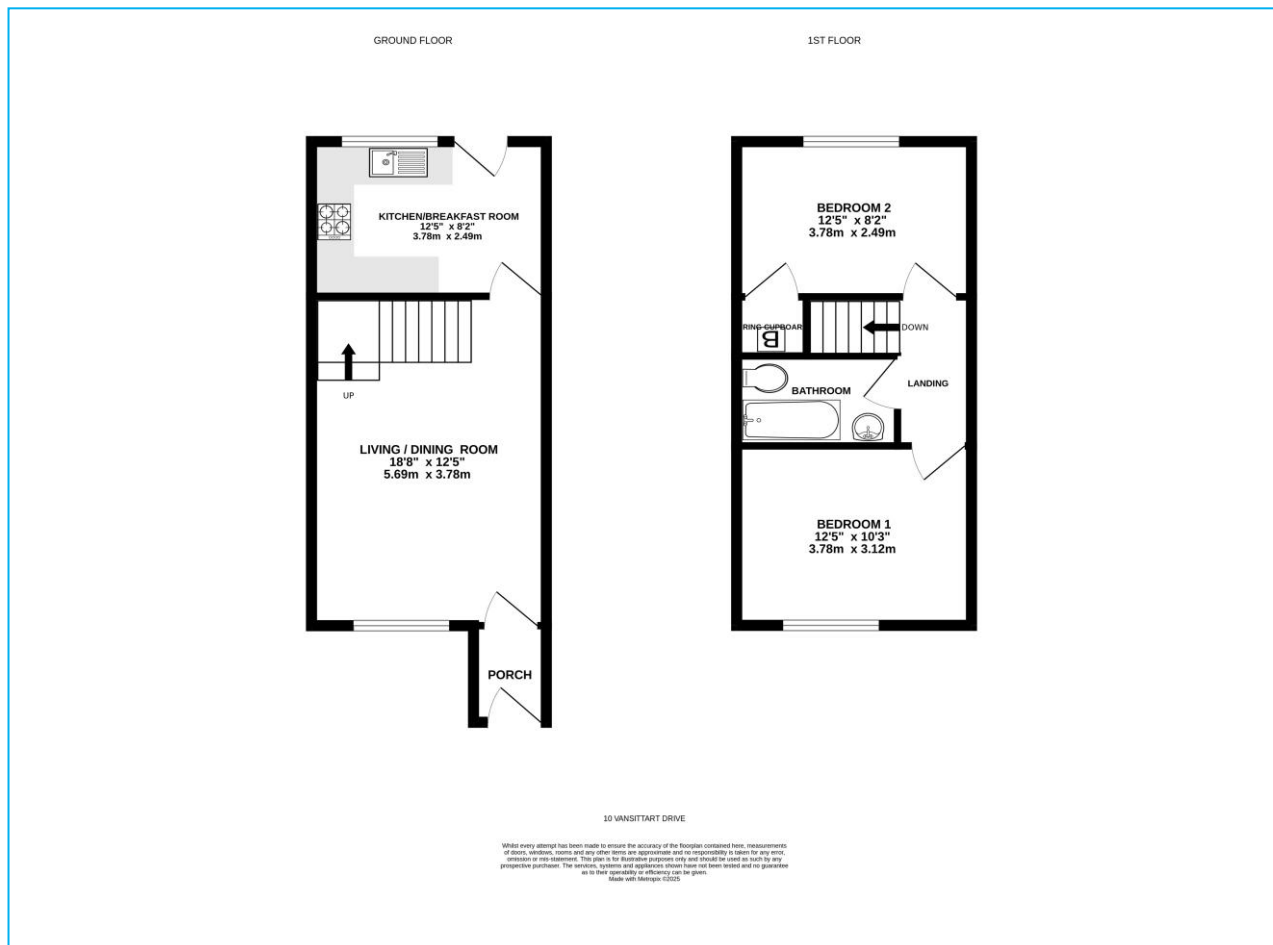 GROUND FLOOR
1ST FLOOR
KITCHEN/BREAKFAST ROOM
12'5" x 8'2"
3.78m x 2.49m
UP
LIVING / DINING ROOM
18'8" x 12'5"
5.69m x 3.78m
PORCH
BEDROOM 2
12'5" x 8'2"
3.78m x 2.49m
RING CUPBOAR
B
DOWN
BATHROOM
LANDING
BEDROOM 1
12'5" x 10'3"
3.78m x 3.12m
10 VANSITTART DRIVE
Whilst every attempt has been made to ensure the accuracy of the floorplan contained here, measurements
of doors, windows, rooms and any other items are approximate and no responsibility is taken for any error,
omission or mis-statement. This plan is for illustrative purposes only and should be used as such by any
prospective purchaser. The services, systems and appliances shown have not been tested and no guarantee
as to their operability or efficiency can be given.
Made with Metropix ©2025